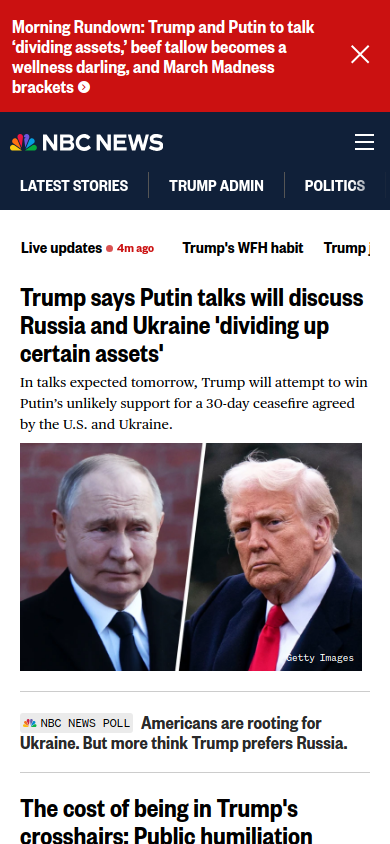 Morning Rundown: Trump and Putin to talk
‘dividing assets,’ beef tallow becomes a
wellness darling, and March Madness
brackets
NBC NEWS
LATEST STORIES TRUMP ADMIN POLITICS
Live updates 4m ago Trump's WFH habit Trump
Trump says Putin talks will discuss
Russia and Ukraine 'dividing up
certain assets'
In talks expected tomorrow, Trump will attempt to win
Putin’s unlikely support for a 30-day ceasefire agreed
by the U.S. and Ukraine.
Getty Images
NBC NEWS POLL Americans are rooting for
Ukraine. But more think Trump prefers Russia.
The cost of being in Trump's
crosshairs: Public humiliation